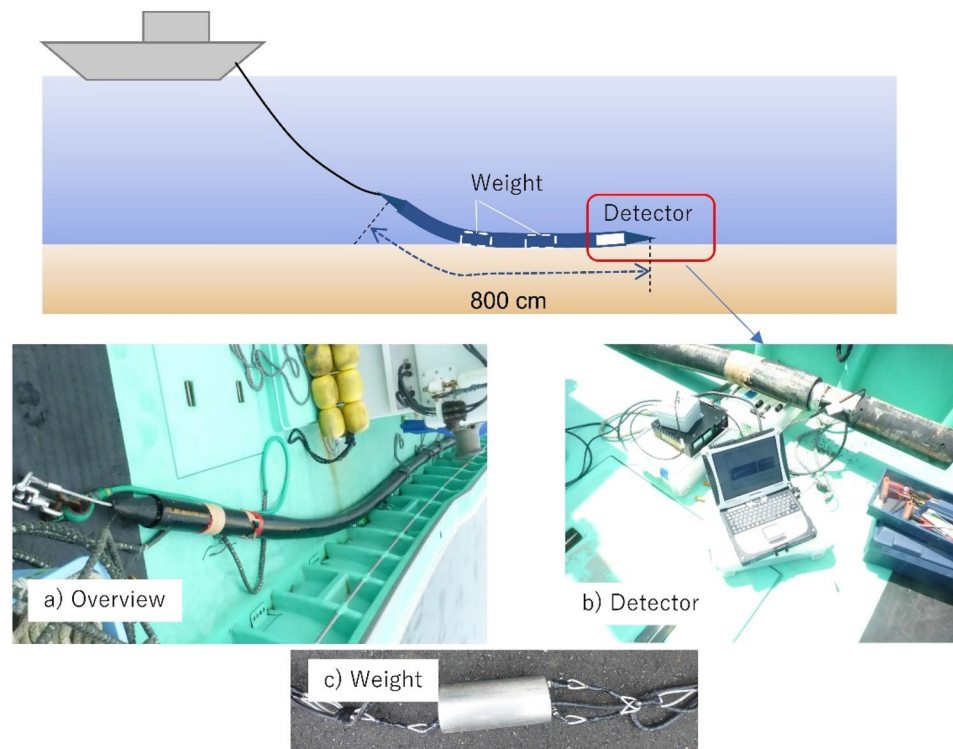 Weight
Detector
800 cm
a) Overview
b) Detector
c) Weight